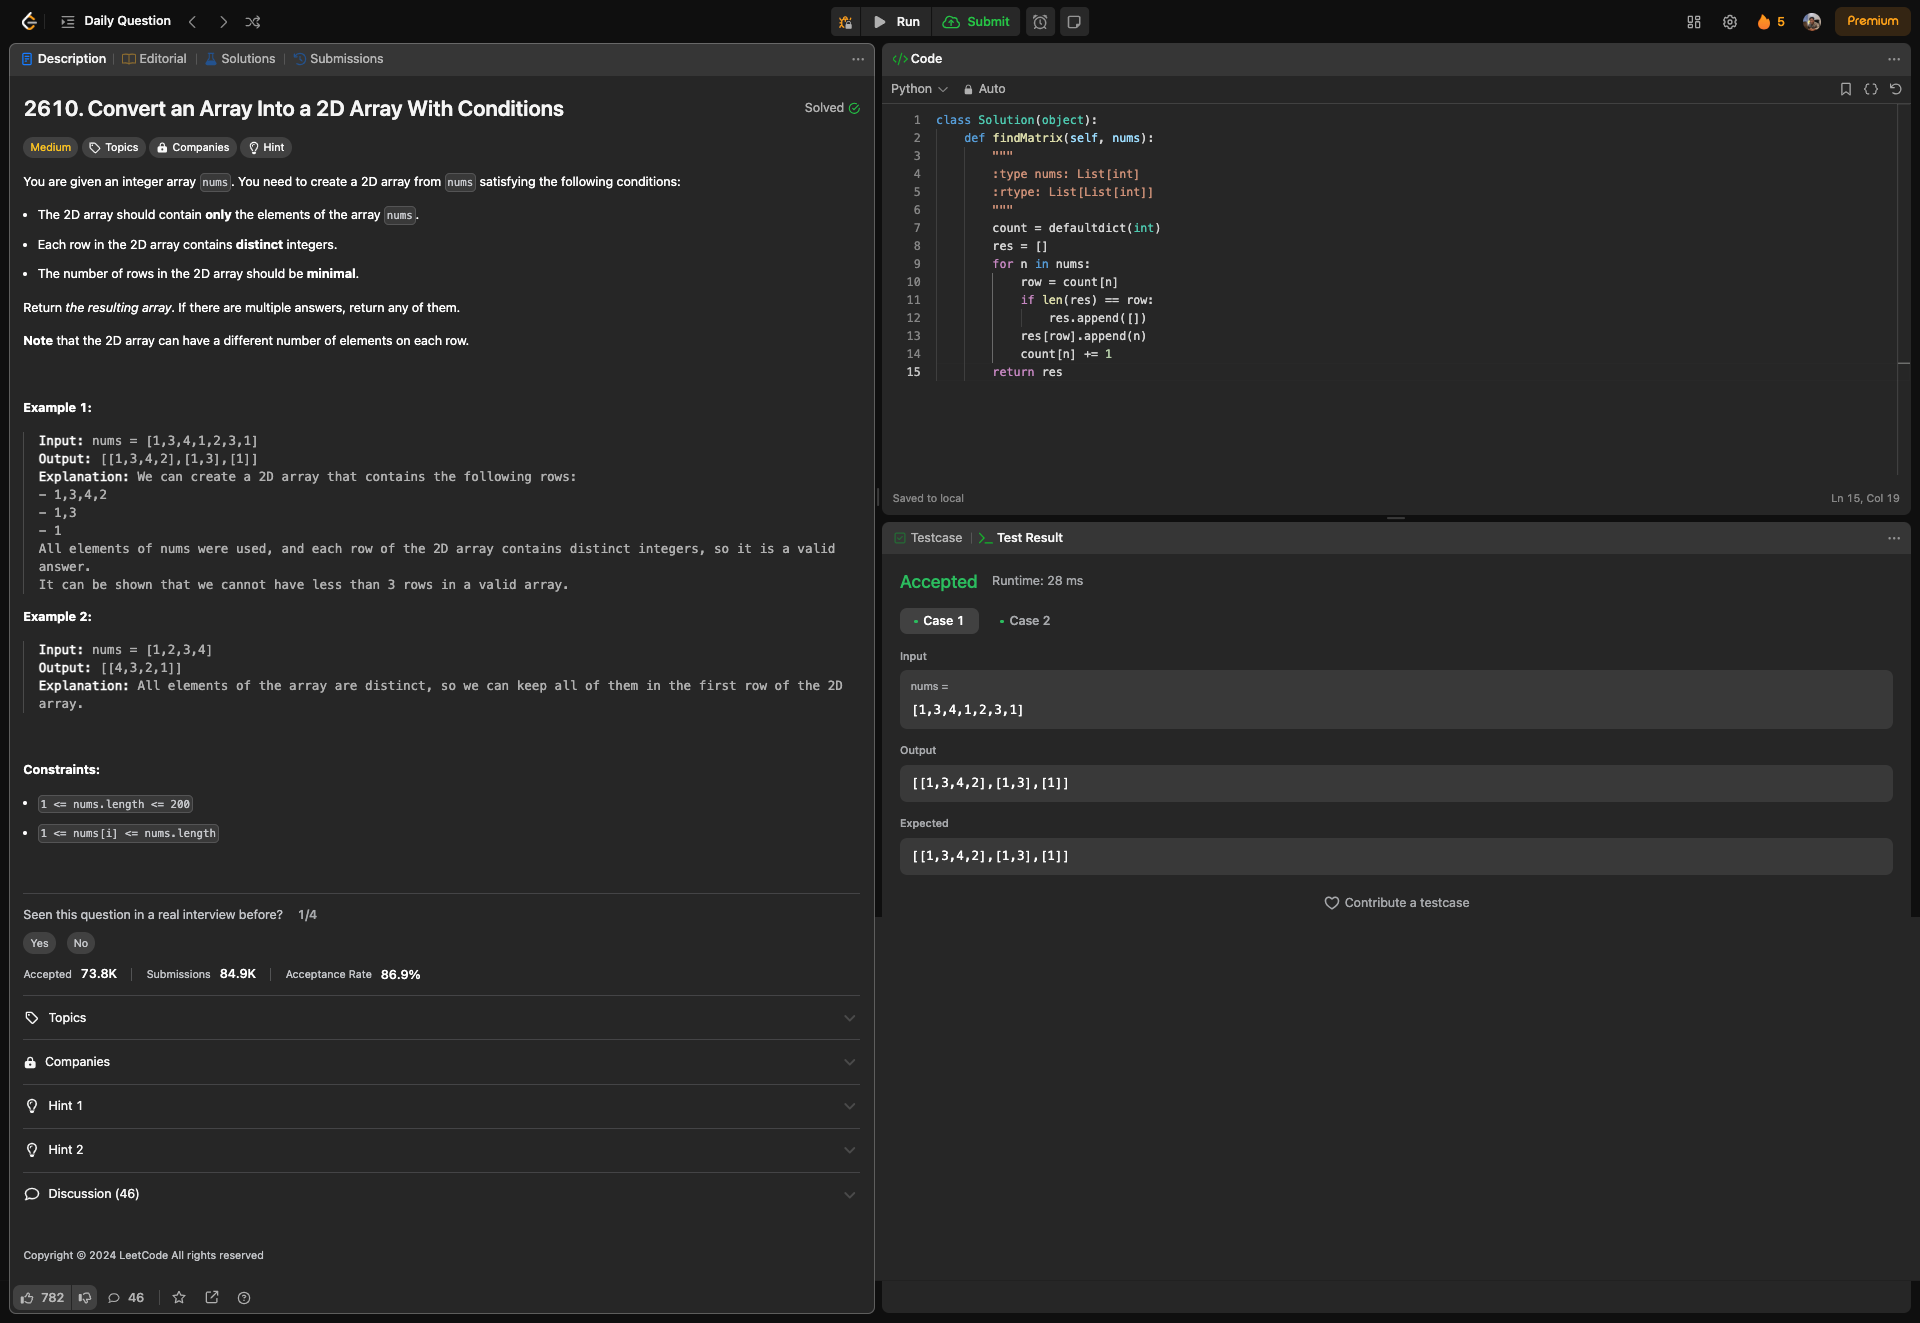 Daily Question
Run
Submit
5
Premium
Description
Editorial
Solutions
Submissions
2610. Convert an Array Into a 2D Array With Conditions
Solved
Medium
Topics
Companies
Hint
You are given an integer array nums. You need to create a 2D array from nums satisfying the following conditions:
• The 2D array should contain only the elements of the array nums.
• Each row in the 2D array contains distinct integers.
• The number of rows in the 2D array should be minimal.
Return the resulting array. If there are multiple answers, return any of them.
Note that the 2D array can have a different number of elements on each row.
Example 1:
Input: nums = [1,3,4,1,2,3,1]
Output: [[1,3,4,2],[1,3],[1]]
Explanation: We can create a 2D array that contains the following rows:
- 1,3,4,2
- 1,3
- 1
All elements of nums were used, and each row of the 2D array contains distinct integers, so it is a valid
answer.
It can be shown that we cannot have less than 3 rows in a valid array.
Example 2:
Input: nums = [1,2,3,4]
Output: [[4,3,2,1]]
Explanation: All elements of the array are distinct, so we can keep all of them in the first row of the 2D
array.
Constraints:
• 1 <= nums.length <= 200
• 1 <= nums[i] <= nums.length
Seen this question in a real interview before? 1/4
Yes
No
Accepted 73.8K
Submissions 84.9K
Acceptance Rate 86.9%
Topics
Companies
Hint 1
Hint 2
Discussion (46)
Copyright © 2024 LeetCode All rights reserved
782
46
Code
Python
Auto
1 class Solution(object):
2     def findMatrix(self, nums):
3         """
4         :type nums: List[int]
5         :rtype: List[List[int]]
6         """
7         count = defaultdict(int)
8         res = []
9         for n in nums:
10             row = count[n]
11             if len(res) == row:
12                 res.append([])
13             res[row].append(n)
14             count[n] += 1
15         return res
Saved to local
Ln 15, Col 19
Testcase
>_ Test Result
Accepted
Runtime: 28 ms
• Case 1
• Case 2
Input
nums =
[1,3,4,1,2,3,1]
Output
[[1,3,4,2],[1,3],[1]]
Expected
[[1,3,4,2],[1,3],[1]]
Contribute a testcase